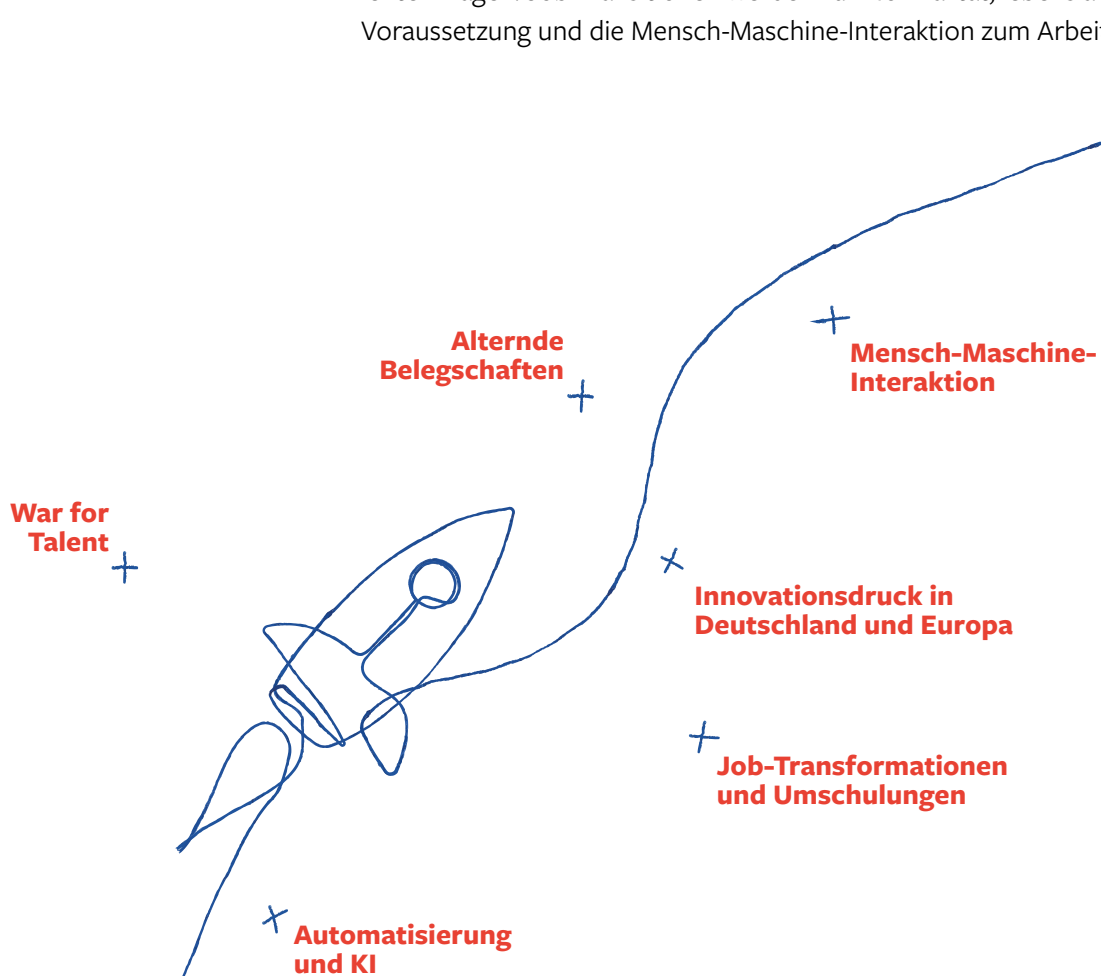 Voraussetzung und die Mensch-Maschine-Interaktion zum
Alternde
Belegschaften
Mensch-Maschine-
Interaktion
War for
Talent
Innovationsdruck in
Deutschland und Europa
Job-Transformationen
und Umschulungen
Automatisierung
und KI